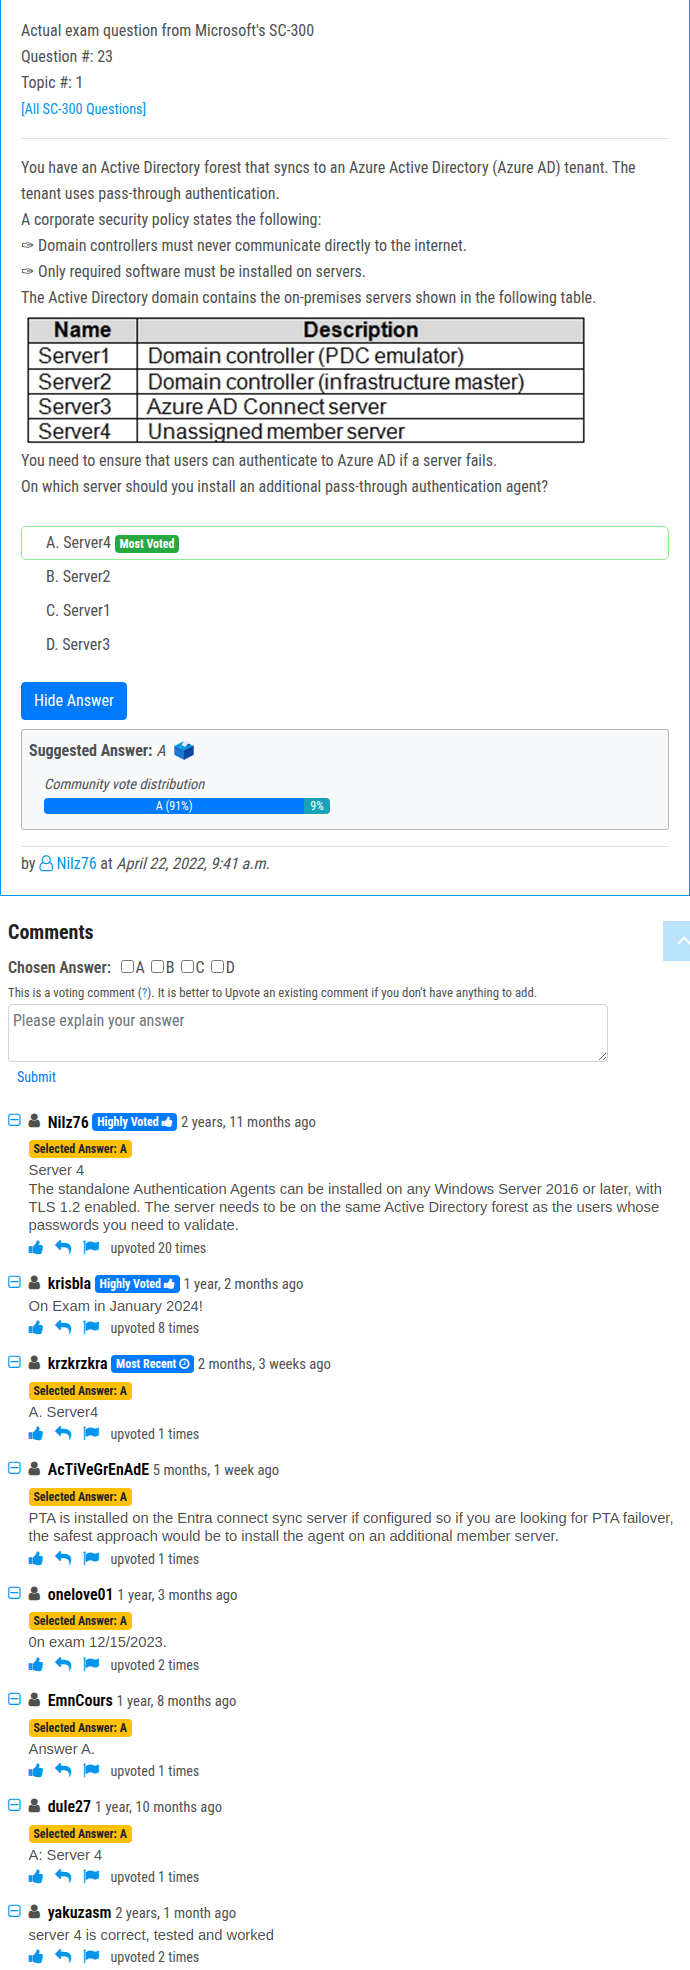 Actual exam question from Microsoft's SC-300
Question #: 23
Topic #: 1
[All SC-300 Questions]
You have an Active Directory forest that syncs to an Azure Active Directory (Azure AD) tenant. The
tenant uses pass-through authentication.
A corporate security policy states the following:
✑ Domain controllers must never communicate directly to the internet.
✑ Only required software must be installed on servers.
The Active Directory domain contains the on-premises servers shown in the following table.
Name Description
Server1 Domain controller (PDC emulator)
Server2 Domain controller (infrastructure master)
Server3 Azure AD Connect server
Server4 Unassigned member server
You need to ensure that users can authenticate to Azure AD if a server fails.
On which server should you install an additional pass-through authentication agent?
A. Server4 Most Voted
B. Server2
C. Server1
D. Server3
Hide Answer
Suggested Answer: A
Community vote distribution
A (91%) 9%
by Nilz76 at April 22, 2022, 9:41 a.m.
Comments
Chosen Answer: A B C D
This is a voting comment (?). It is better to Upvote an existing comment if you don't have anything to add.
Please explain your answer
Submit
Nilz76 Highly Voted 2 years, 11 months ago
Selected Answer: A
Server 4
The standalone Authentication Agents can be installed on any Windows Server 2016 or later, with
TLS 1.2 enabled. The server needs to be on the same Active Directory forest as the users whose
passwords you need to validate.
upvoted 20 times
krisbla Highly Voted 1 year, 2 months ago
On Exam in January 2024!
upvoted 8 times
krzkrzkra Most Recent 2 months, 3 weeks ago
Selected Answer: A
A. Server4
upvoted 1 times
AcTiVeGrEnAdE 5 months, 1 week ago
Selected Answer: A
PTA is installed on the Entra connect sync server if configured so if you are looking for PTA failover,
the safest approach would be to install the agent on an additional member server.
upvoted 1 times
onelove01 1 year, 3 months ago
Selected Answer: A
0n exam 12/15/2023.
upvoted 2 times
EmnCours 1 year, 8 months ago
Selected Answer: A
Answer A.
upvoted 1 times
dule27 1 year, 10 months ago
Selected Answer: A
A: Server 4
upvoted 1 times
yakuzasm 2 years, 1 month ago
server 4 is correct, tested and worked
upvoted 2 times